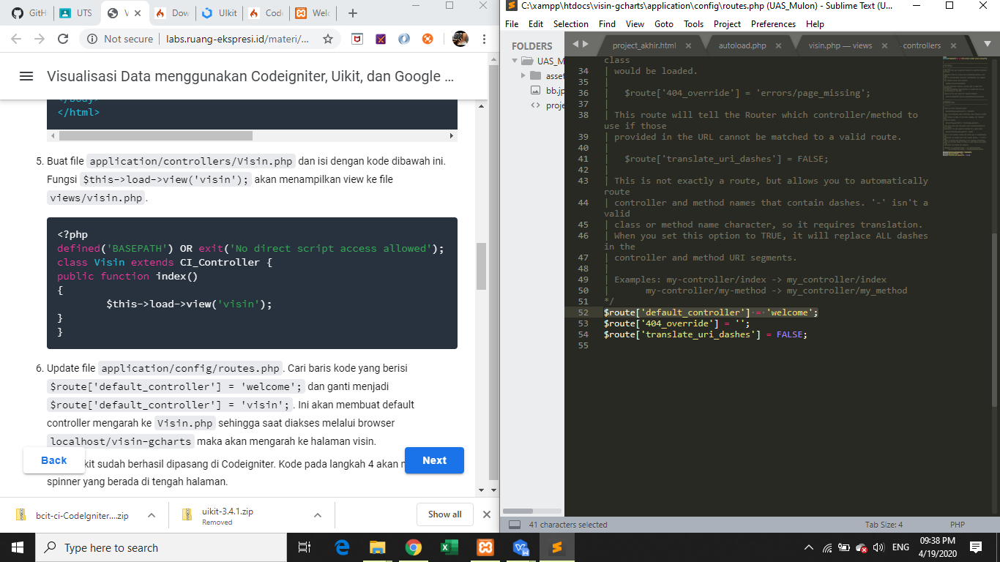 GitH
UTS
V
Dow
UIkit
Cod
Welc
Not secure
labs.ruang-ekspresi.id/materi/...
Visualisasi Data menggunakan Codeigniter, Uikit, dan Google ...
</html>
5. Buat file application/controllers/Visin.php dan isi dengan kode dibawah ini.
Fungsi $this->load->view('visin'); akan menampilkan view ke file
views/visin.php.
<?php
defined('BASEPATH') OR exit('No direct script access allowed');
class Visin extends CI_Controller {
public function index()
{
$this->load->view('visin');
}
}
6. Update file application/config/routes.php. Cari baris kode yang berisi
$route['default_controller'] = 'welcome'; dan ganti menjadi
$route['default_controller'] = 'visin';. Ini akan membuat default
controller mengarah ke Visin.php sehingga saat diakses melalui browser
localhost/visin-gcharts maka akan mengarah ke halaman visin.
kit sudah berhasil dipasang di Codeigniter. Kode pada langkah 4 akan
spinner yang berada di tengah halaman.
Back
Next
bcit-ci-CodeIgniter....zip
uikit-3.4.1.zip
Removed
Show all
C:\xampp\htdocs\visin-gcharts\application\config\routes.php (UAS_Mulon) - Sublime Text (U...
File Edit Selection Find View Goto Tools Project Preferences Help
FOLDERS
UAS_M
asset
bb.jp
proje
project_akhir.html
autoload.php
visin.php — views
controllers
class
34 | would be loaded.
35 |
36 | $route['404_override'] = 'errors/page_missing';
37 |
38 | This route will tell the Router which controller/method to
use if those
39 | provided in the URL cannot be matched to a valid route.
40 |
41 | $route['translate_uri_dashes'] = FALSE;
42 |
43 | This is not exactly a route, but allows you to automatically
route
44 | controller and method names that contain dashes. '-' isn't a
valid
45 | class or method name character, so it requires translation.
46 | When you set this option to TRUE, it will replace ALL dashes
in the
47 | controller and method URI segments.
48 |
49 | Examples: my-controller/index -> my_controller/index
50 | my-controller/my-method -> my_controller/my_method
51 */
52 $route['default_controller'] = 'welcome';
53 $route['404_override'] = '';
54 $route['translate_uri_dashes'] = FALSE;
55
41 characters selected
Tab Size: 4
PHP
Type here to search
ENG
09:38 PM
4/19/2020